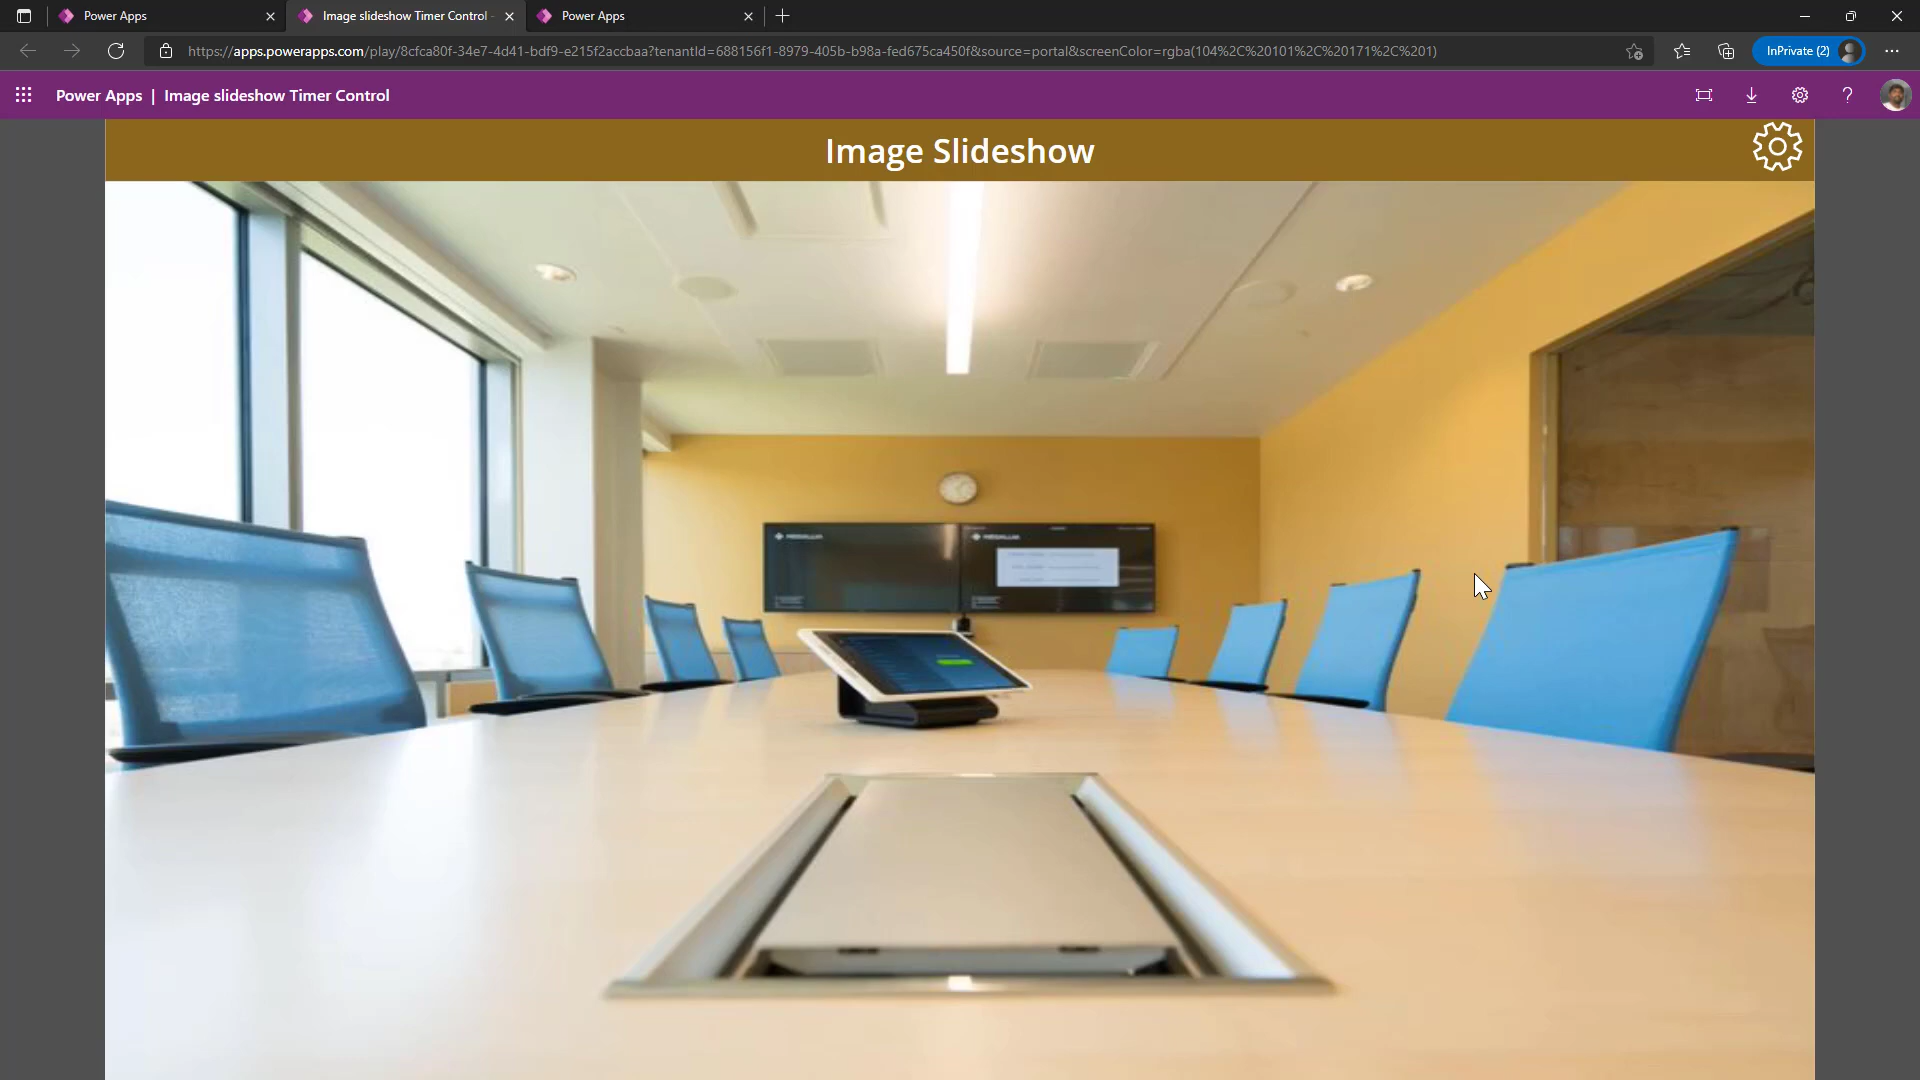 Power Apps
Image slideshow Timer Control -
Power Apps
https://apps.powerapps.com/play/8cfca80f-34e7-4d41-bdf9-e215f2accbaa?tenantId=688156f1-8979-405b-b98a-fed675ca450f&source=portal&screenColor=rgba(104%2C%20101%2C%20171%2C%201)
InPrivate (2)
Power Apps | Image slideshow Timer Control
?
Image Slideshow